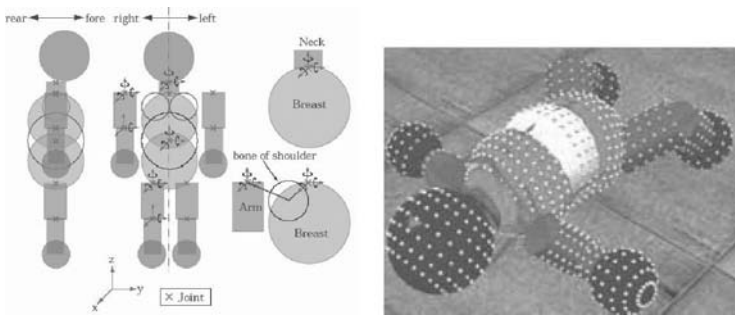 rear fore
right left
Neck
Breast
bone of shoulder
Arm
Breast
z
y
x
× Joint